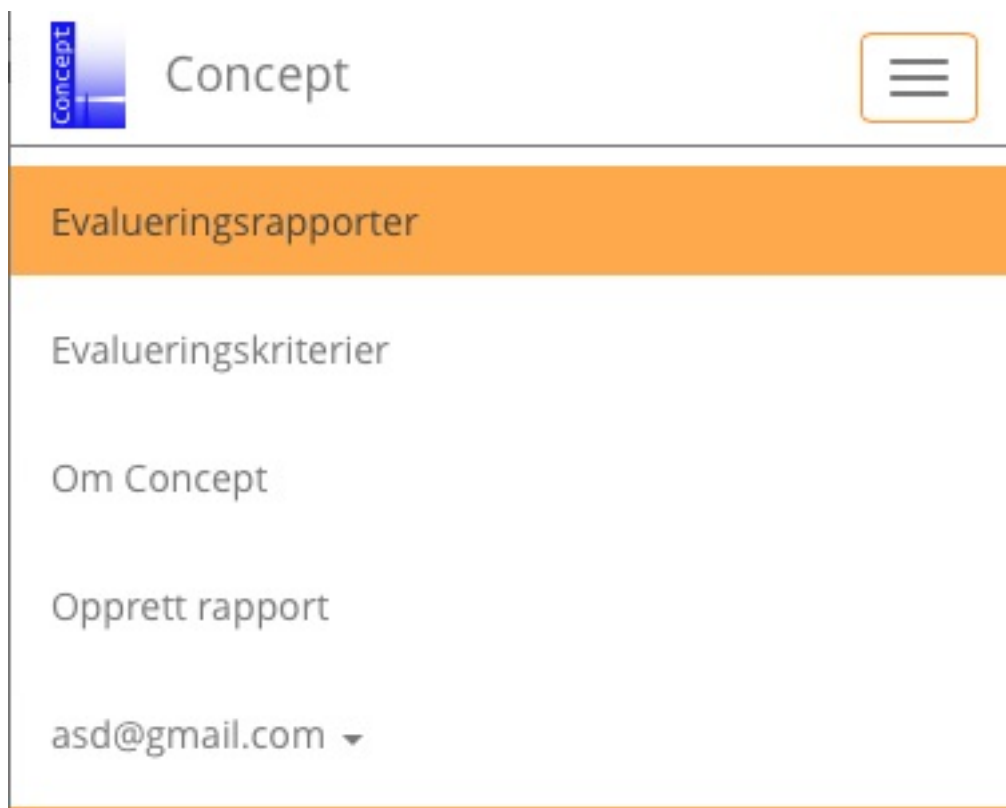 Concept
Concept
Evalueringsrapporter
Evalueringskriterier
Om Concept
Opprett rapport
asd@gmail.com